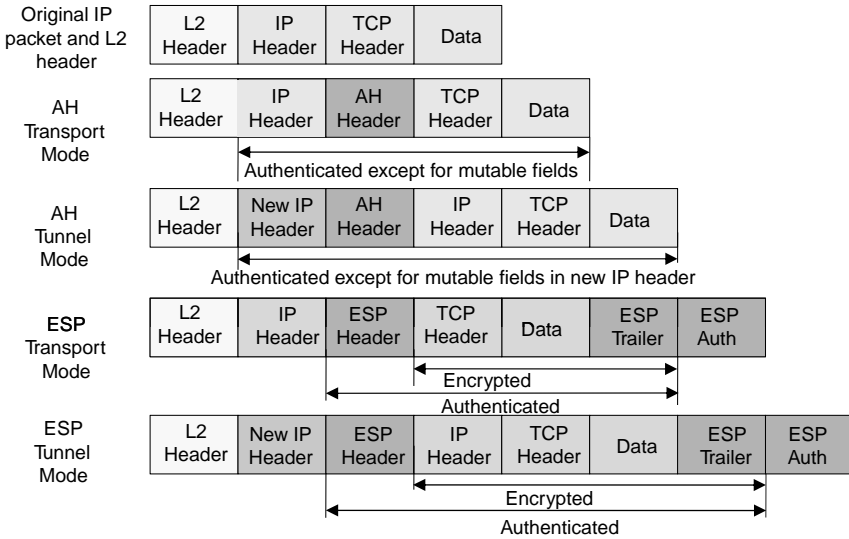 Original IP
packet and L2
header
L2
Header
IP
Header
TCP
Header
Data
AH
Transport
Mode
L2
Header
IP
Header
AH
Header
TCP
Header
Data
Authenticated except for mutable fields
AH
Tunnel
Mode
L2
Header
New IP
Header
AH
Header
IP
Header
TCP
Header
Data
Authenticated except for mutable fields in new IP header
ESP
Transport
Mode
L2
Header
IP
Header
ESP
Header
TCP
Header
Data
ESP
Trailer
ESP
Auth
Encrypted
Authenticated
ESP
Tunnel
Mode
L2
Header
New IP
Header
ESP
Header
IP
Header
TCP
Header
Data
ESP
Trailer
ESP
Auth
Encrypted
Authenticated